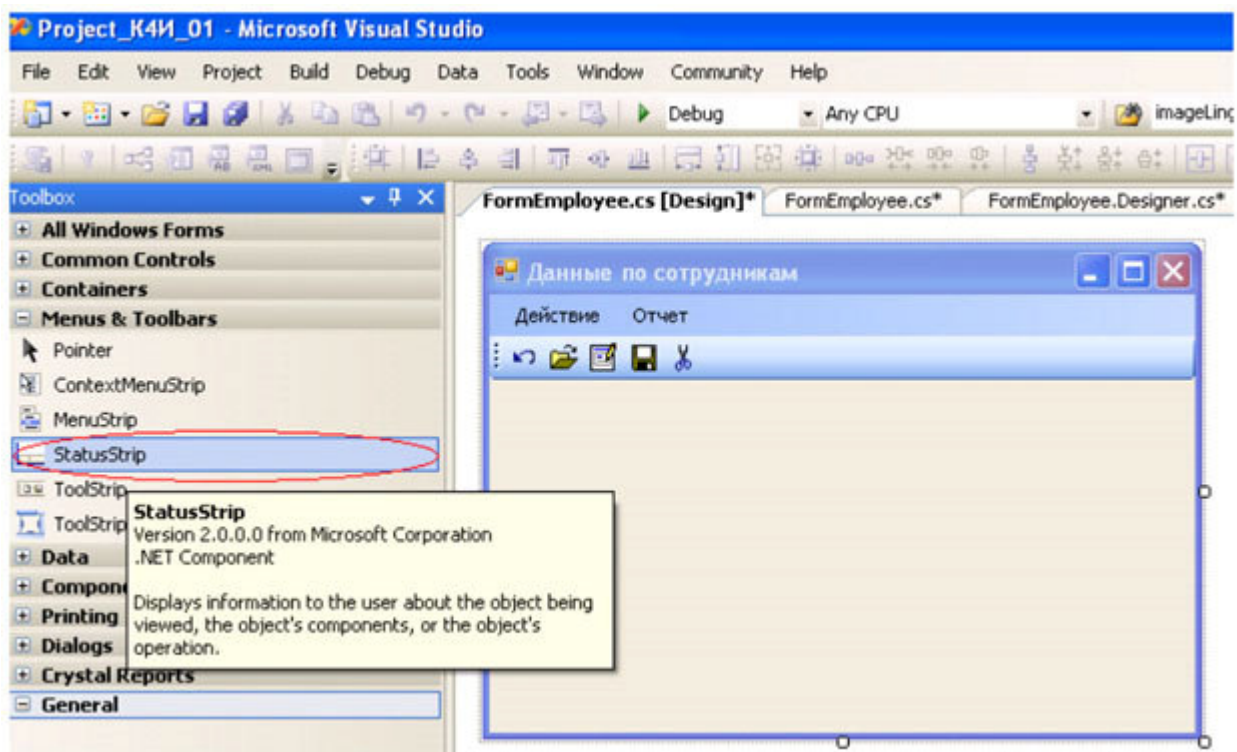 Project_К4И_01 - Microsoft Visual Studio
File Edit View Project Build Debug Data Tools Window Community Help
Debug Any CPU
Toolbox
FormEmployee.cs [Design]* FormEmployee.cs* FormEmployee.Designer.cs*
All Windows Forms
Common Controls
Containers
Menus & Toolbars
Pointer
ContextMenuStrip
MenuStrip
StatusStrip
ToolStrip
ToolStrip
Data
Printing
Dialogs
Crystal Reports
General
StatusStrip
Version 2.0.0.0 from Microsoft Corporation
.NET Component
Displays information to the user about the object being
viewed, the object's components, or the object's
operation.
Данные по сотрудникам
Действие Отчет